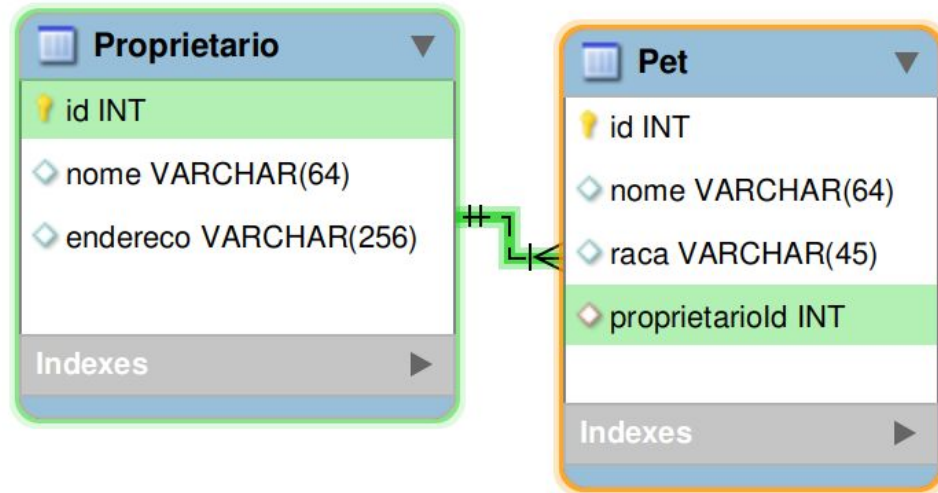 Proprietario
id INT
nome VARCHAR(64)
endereco VARCHAR(256)
Indexes
Pet
id INT
nome VARCHAR(64)
raca VARCHAR(45)
proprietarioId INT
Indexes